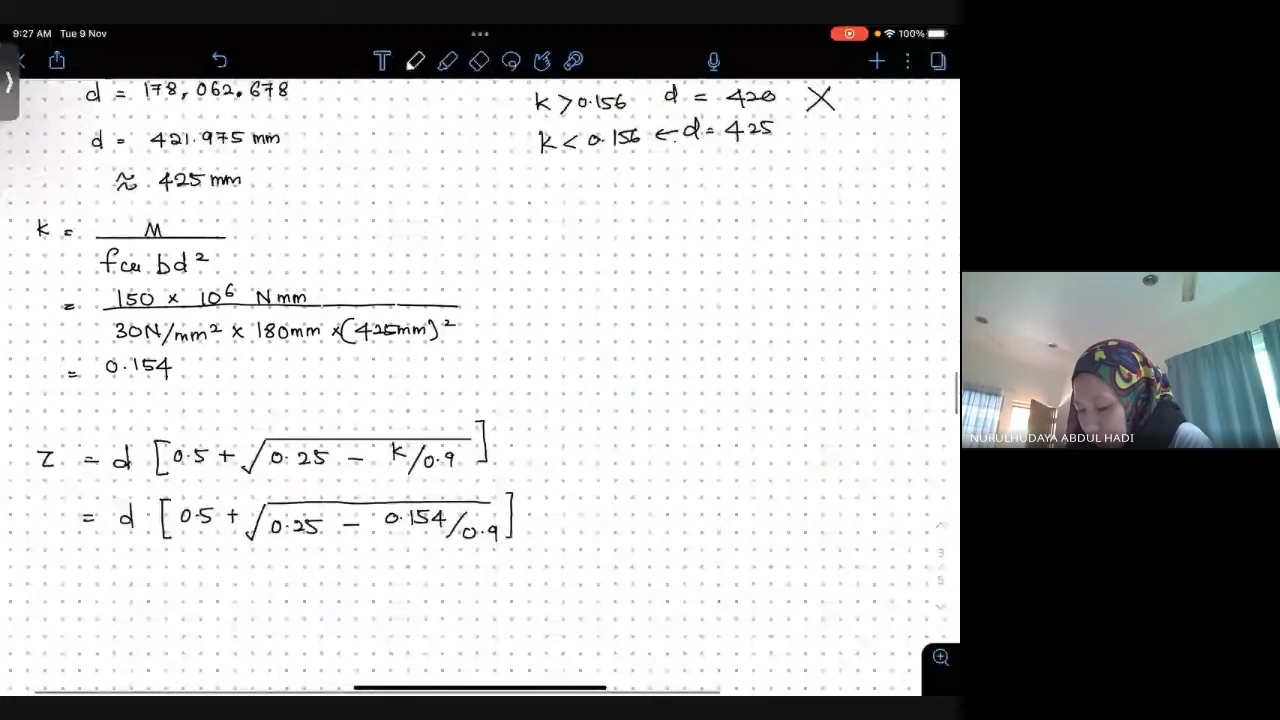 9:27 AM Tue 9 Nov
100%
d = 178,062.678
d = 421.975 mm
≈ 425 mm
k > 0.156 d = 420 X
k < 0.156 ← d = 425
k = M
fcu bd²
= 150 × 10⁶ Nmm
30N/mm² × 180mm × (425mm)²
= 0.154
z = d [0.5 + √0.25 − k/0.9]
= d [0.5 + √0.25 − 0.154/0.9]
3
5
NURULHUDAYA ABDUL HADI